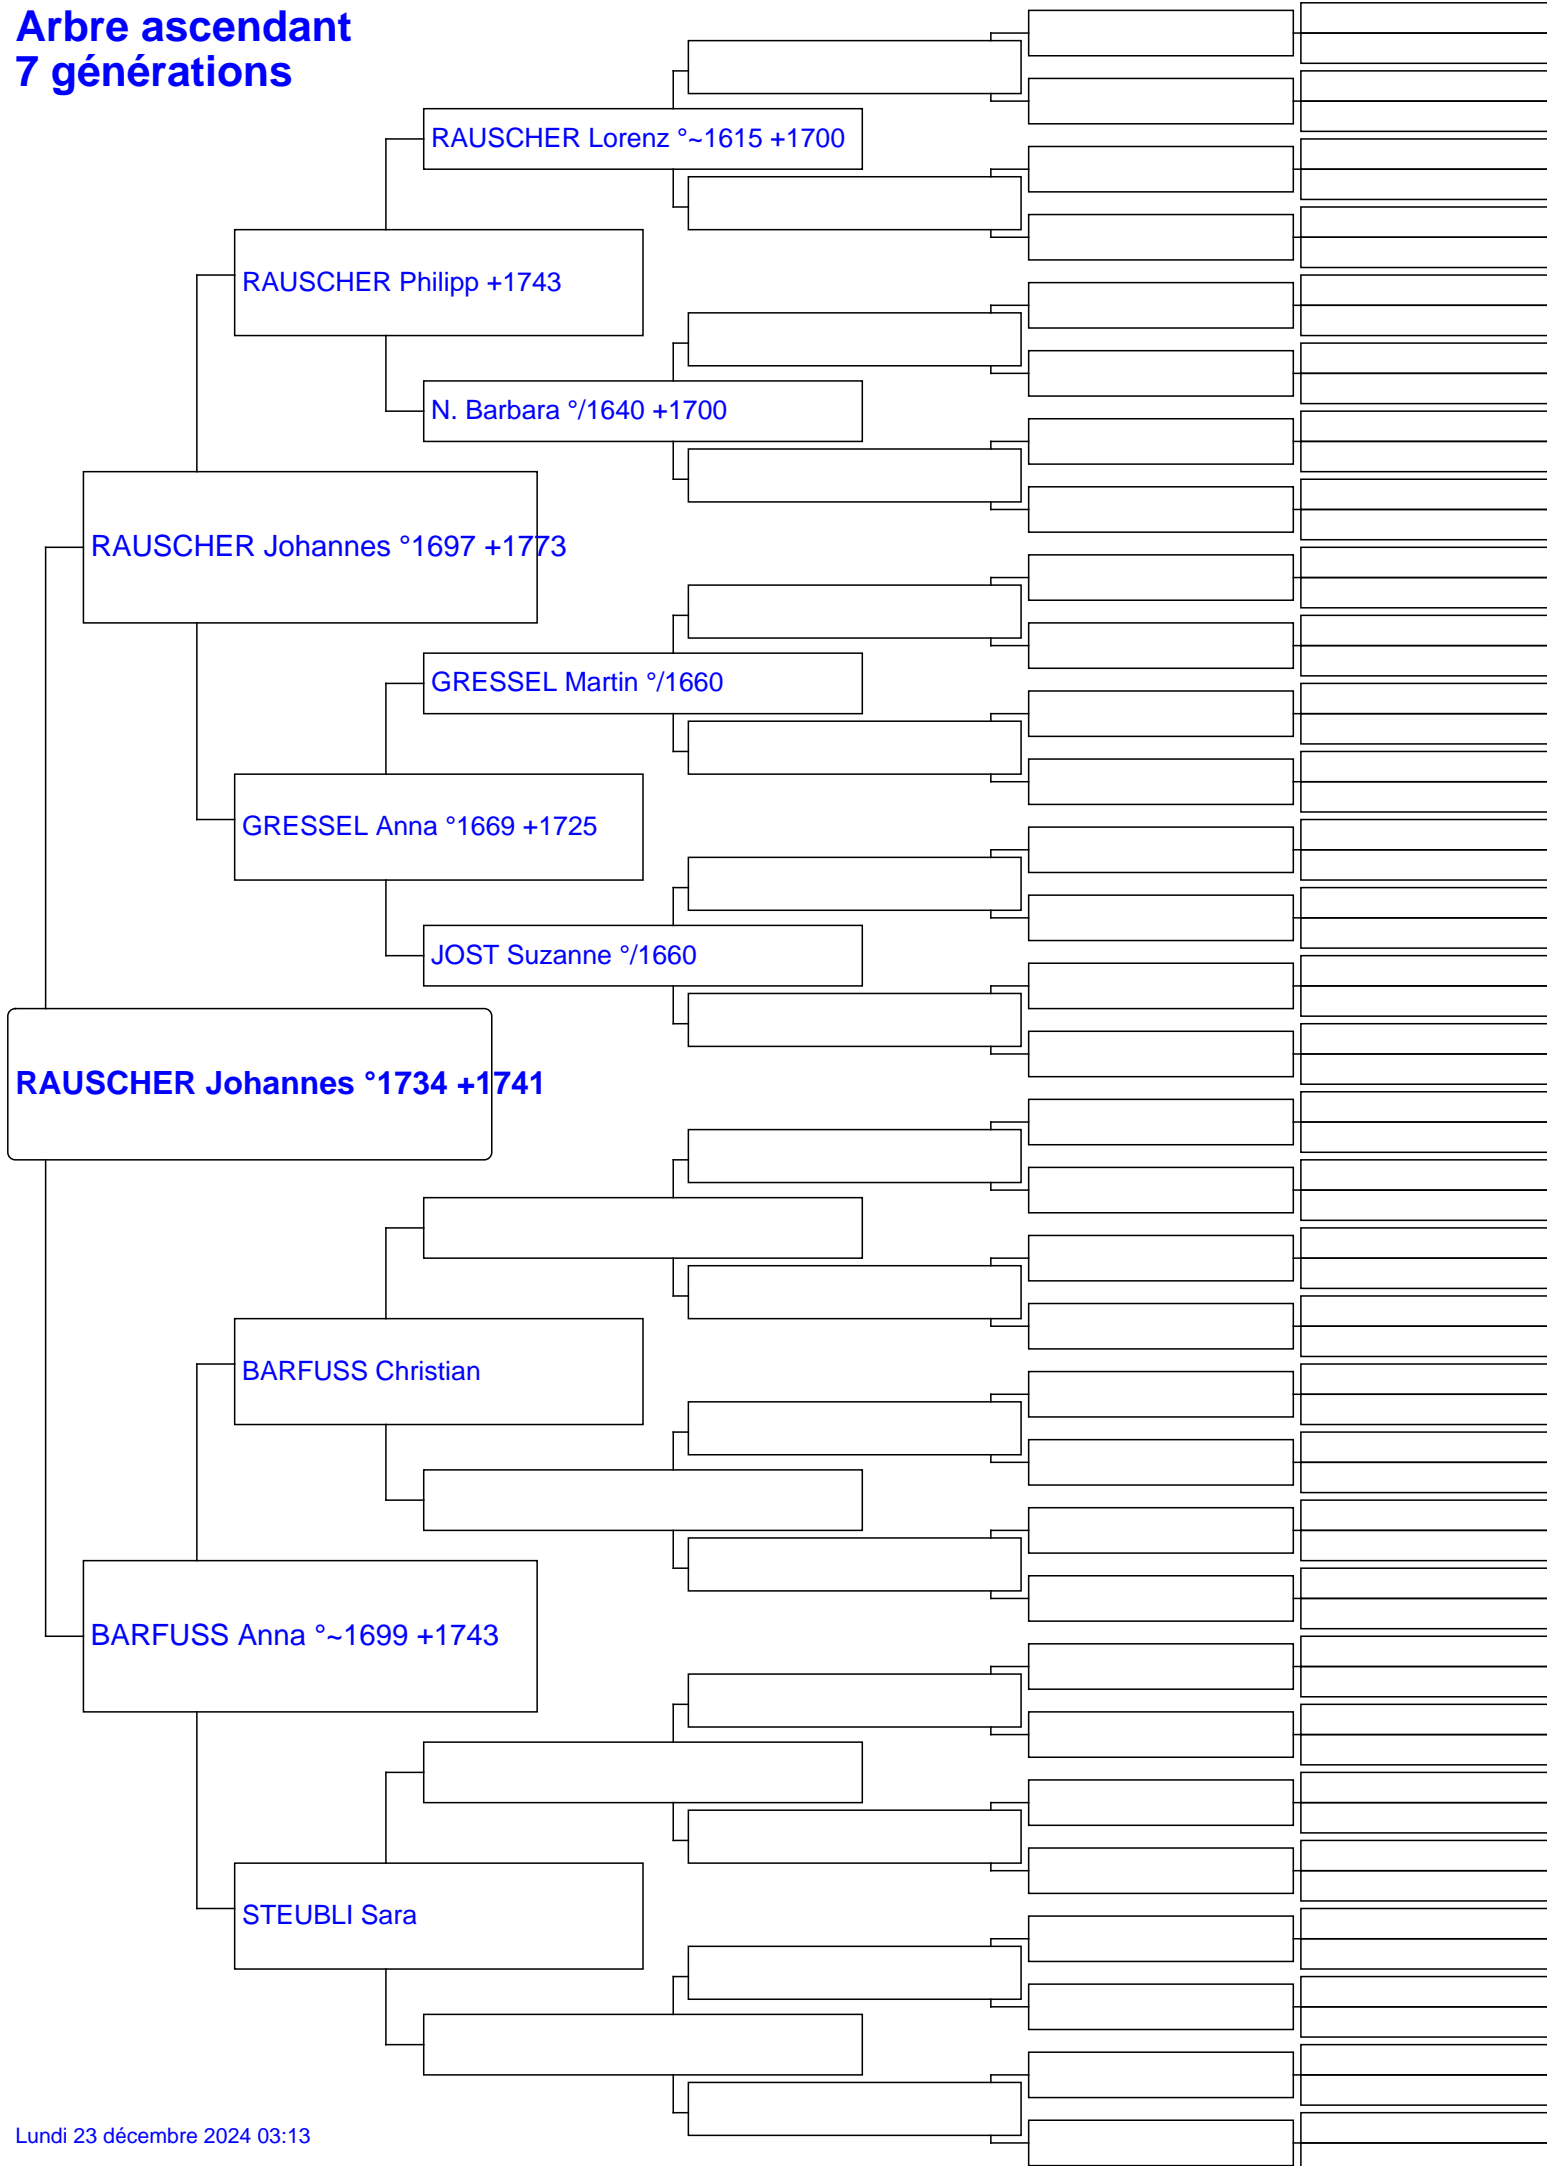 Arbre ascendant
7 générations
RAUSCHER Lorenz °~1615 +1700
RAUSCHER Philipp +1743
N. Barbara °/1640 +1700
RAUSCHER Johannes °1697 +1773
GRESSEL Martin °/1660
GRESSEL Anna °1669 +1725
JOST Suzanne °/1660
RAUSCHER Johannes °1734 +1741
BARFUSS Christian
BARFUSS Anna °~1699 +1743
STEUBLI Sara
Lundi 23 décembre 2024 03:13